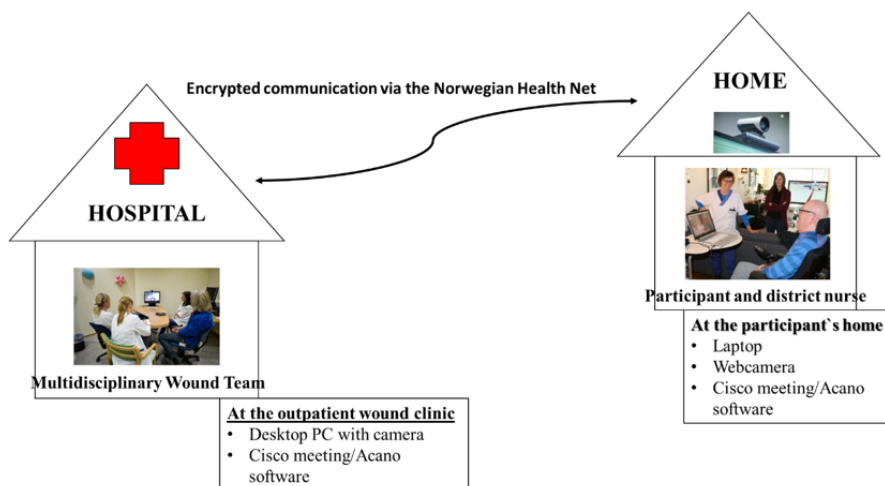 Encrypted communication via the Norwegian Health Net
HOSPITAL
Multidisciplinary Wound Team
At the outpatient wound clinic
• Desktop PC with camera
• Cisco meeting/Acano
software
HOME
Participant and district nurse
At the participant`s home
• Laptop
• Webcamera
• Cisco meeting/Acano
software